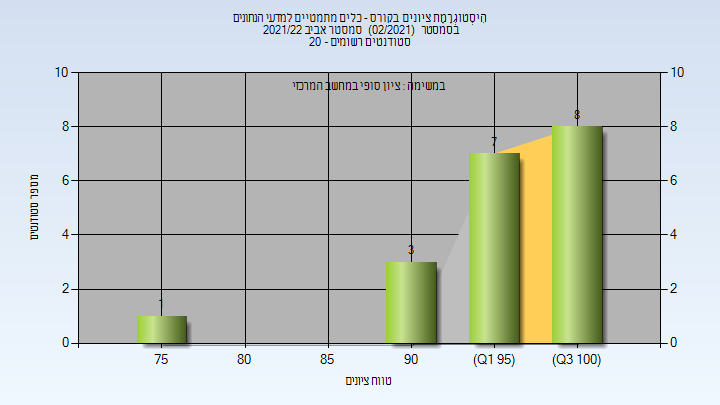 היסטוגרמת ציונים בקורס - כלים מתמטיים למדעי הנתונים
בסמסטר (02/2021) סמסטר אביב 2021/22
סטודנטים רשומים - 20
במשימה : ציון סופי במחשב המרכזי
10
8
6
4
2
0
10
8
6
4
2
0
מספר סטודנטים
1
3
7
8
75
80
85
90
(Q1 95)
(Q3 100)
טווח ציונים